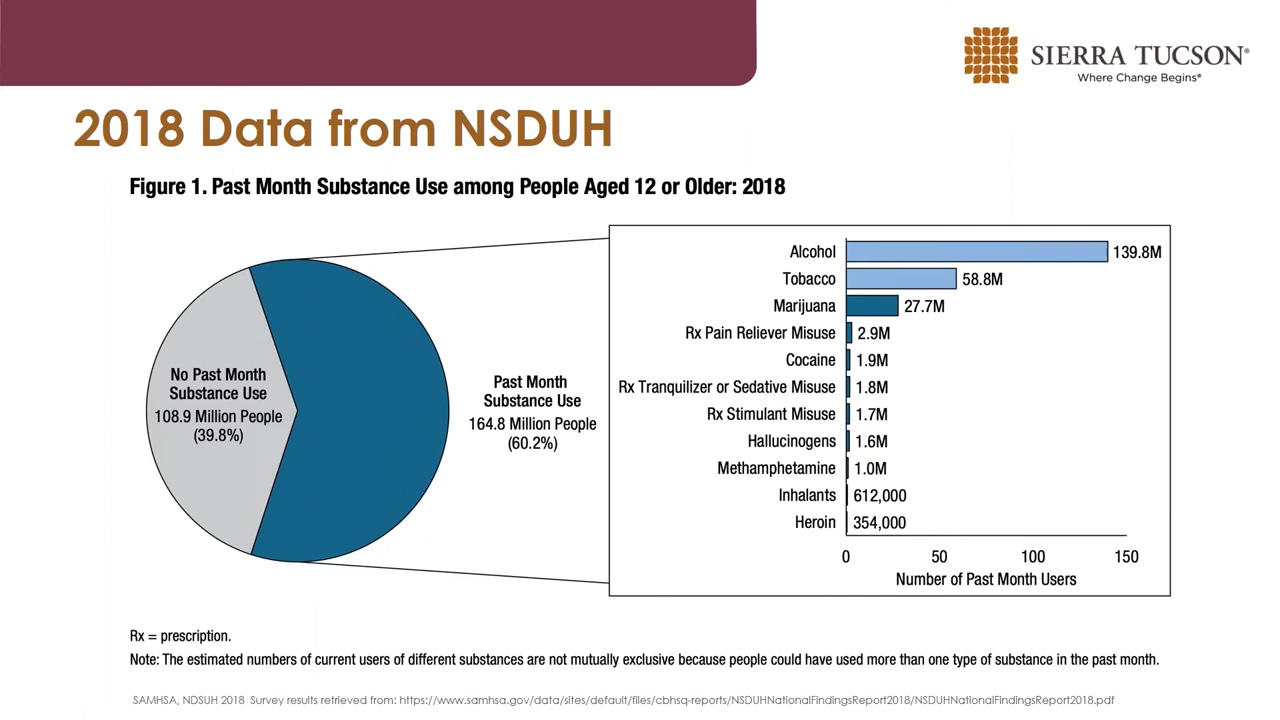 SIERRA TUCSON®
Where Change Begins®
2018 Data from NSDUH
Figure 1. Past Month Substance Use among People Aged 12 or Older: 2018
No Past Month
Substance Use
108.9 Million People
(39.8%)
Past Month
Substance Use
164.8 Million People
(60.2%)
Alcohol 139.8M
Tobacco 58.8M
Marijuana 27.7M
Rx Pain Reliever Misuse 2.9M
Cocaine 1.9M
Rx Tranquilizer or Sedative Misuse 1.8M
Rx Stimulant Misuse 1.7M
Hallucinogens 1.6M
Methamphetamine 1.0M
Inhalants 612,000
Heroin 354,000
0 50 100 150
Number of Past Month Users
Rx = prescription.
Note: The estimated numbers of current users of different substances are not mutually exclusive because people could have used more than one type of substance in the past month.
SAMHSA, NDSUH 2018 Survey results retrieved from: https://www.samhsa.gov/data/sites/default/files/cbhsq-reports/NSDUHNationalFindingsReport2018/NSDUHNationalFindingsReport2018.pdf